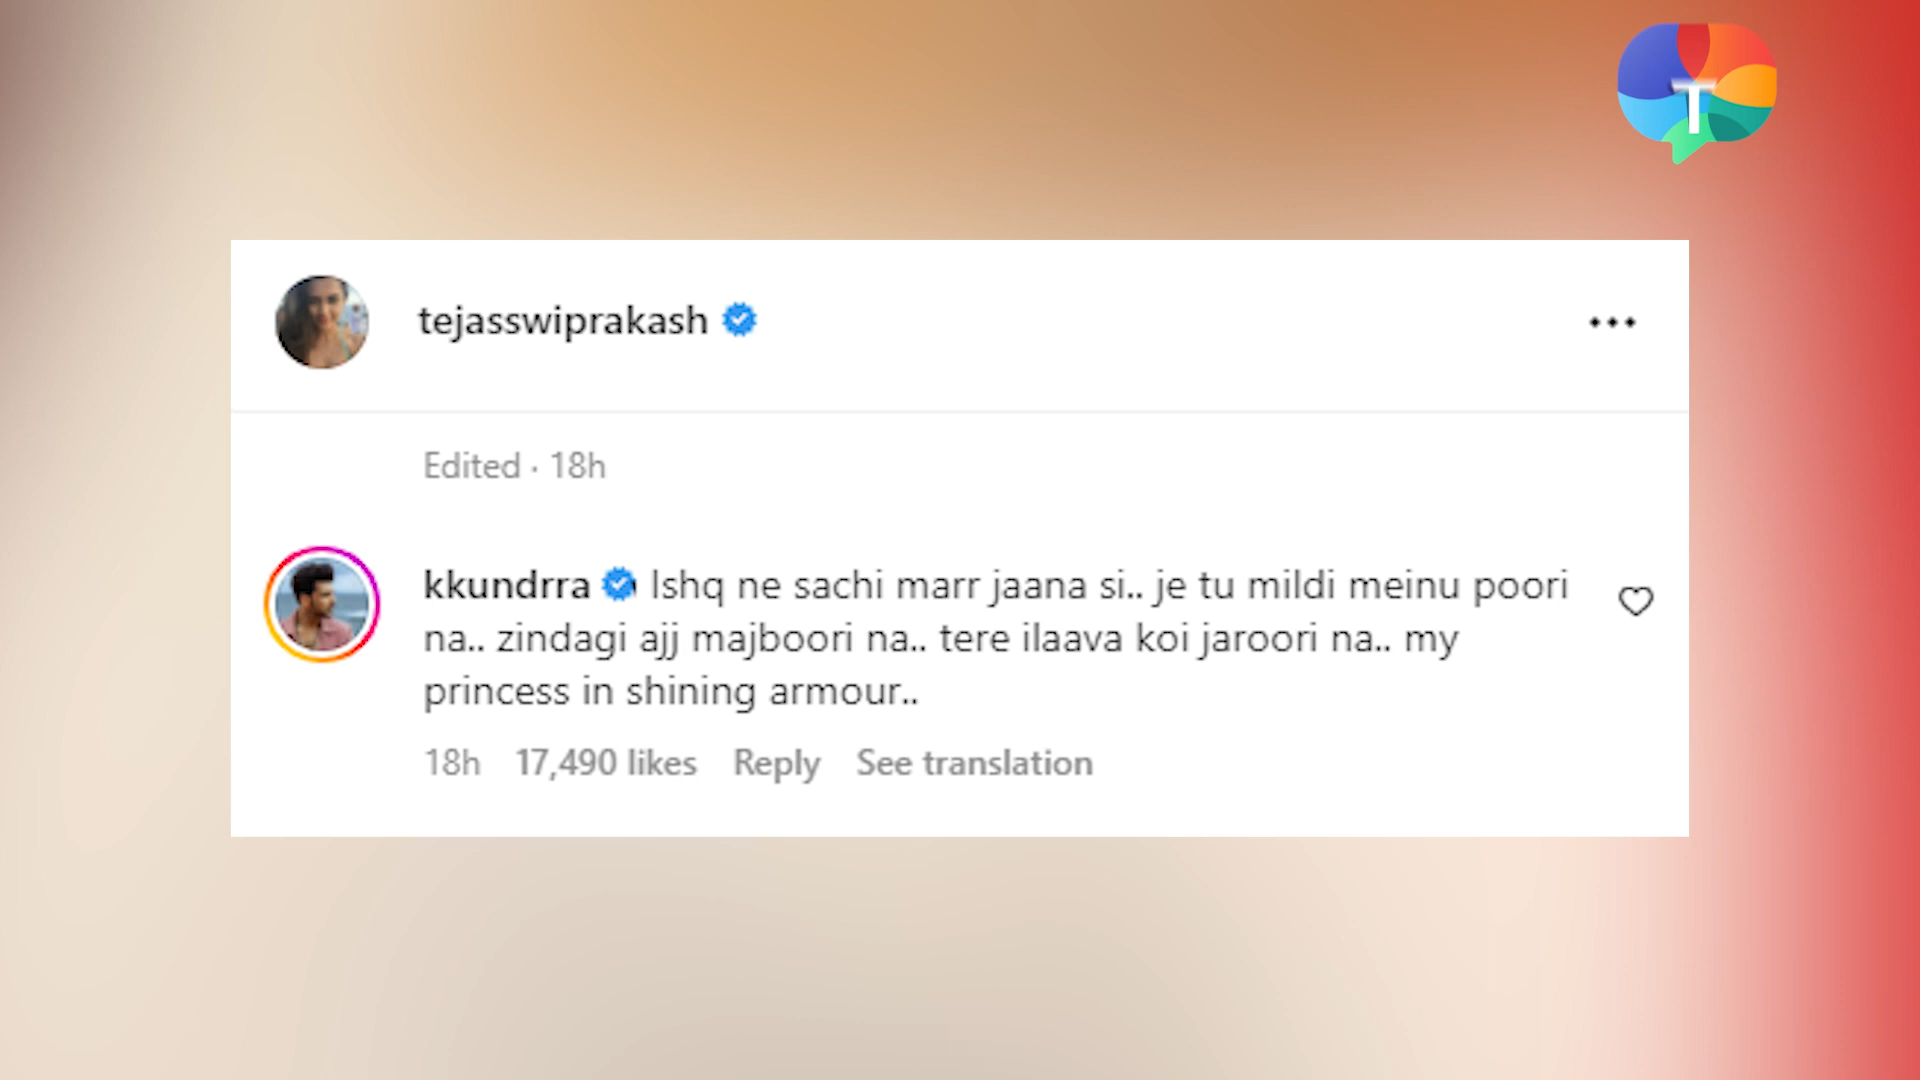 T
tejasswiprakash
Edited · 18h
kkundrra Ishq ne sachi marr jaana si.. je tu mildi meinu poori
na.. zindagi ajj majboori na.. tere ilaava koi jaroori na.. my
princess in shining armour..
18h 17,490 likes Reply See translation